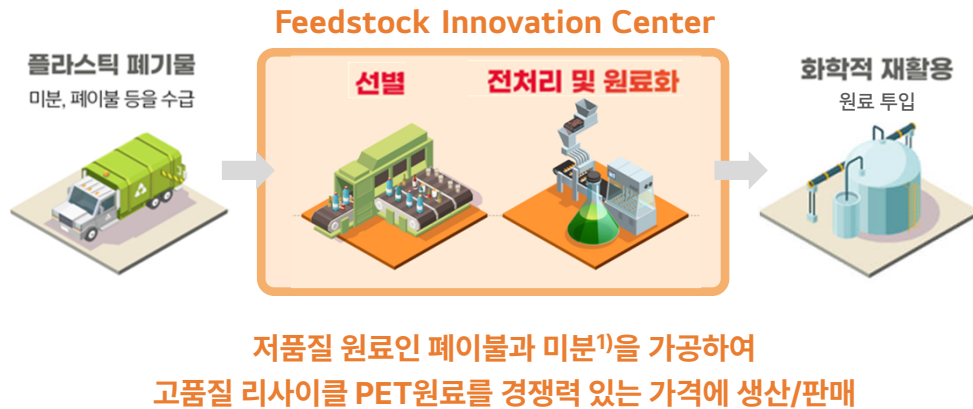 Feedstock Innovation Center
플라스틱 폐기물
미분, 폐이불 등을 수급
선별
전처리 및 원료화
화학적 재활용
원료 투입
저품질 원료인 폐이불과 미분1)을 가공하여
고품질 리사이클 PET원료를 경쟁력 있는 가격에 생산/판매